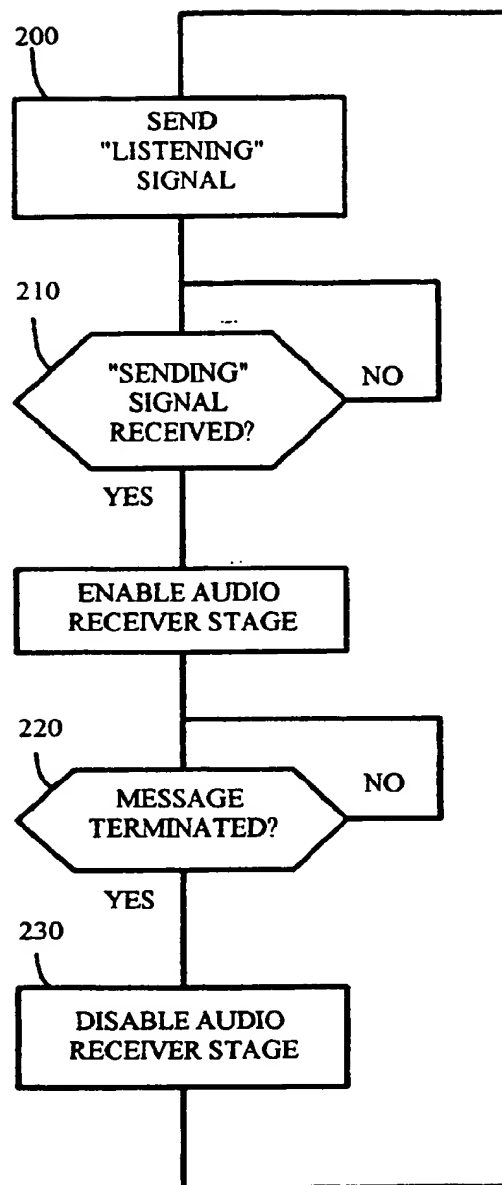 200
SEND
"LISTENING"
SIGNAL
210
"SENDING"
SIGNAL
RECEIVED?
NO
YES
ENABLE AUDIO
RECEIVER STAGE
220
MESSAGE
TERMINATED?
NO
YES
230
DISABLE AUDIO
RECEIVER STAGE